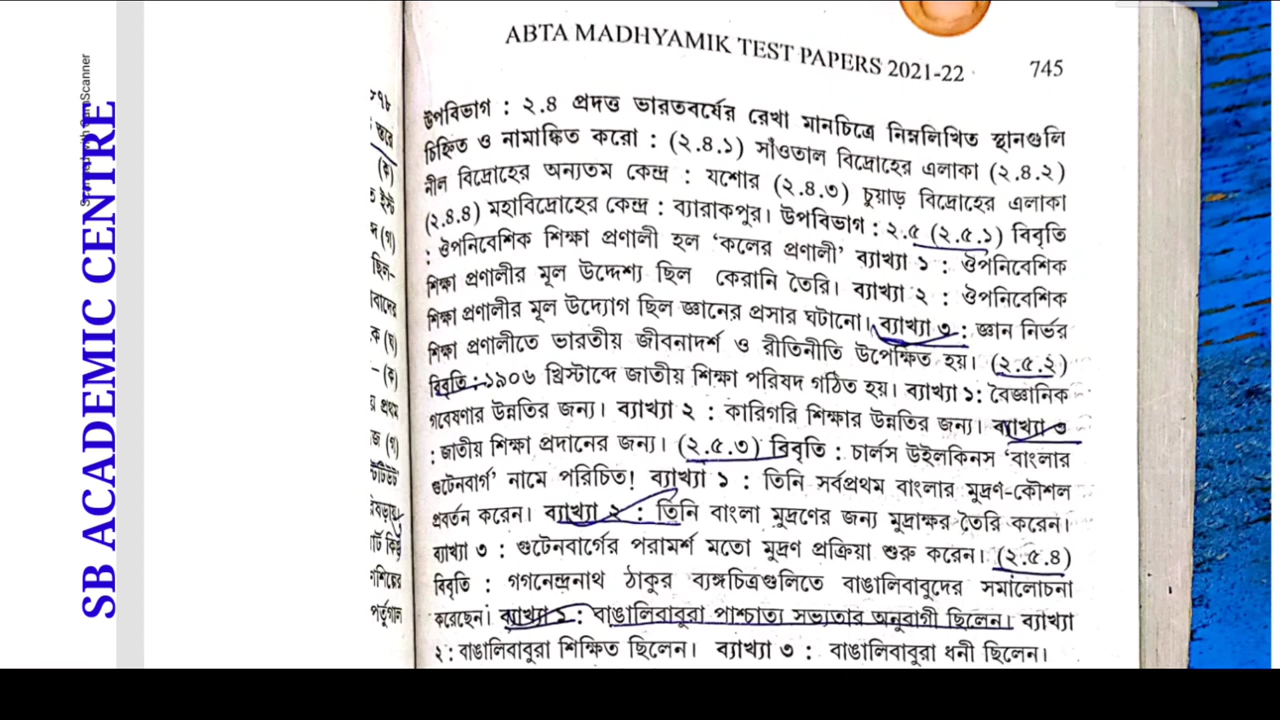 ABTA MADHYAMIK TEST PAPERS 2021-22 745
উপবিভাগ : ২.৪ প্রদত্ত ভারতবর্ষের রেখা মানচিত্রে নিম্নলিখিত স্থানগুলি
চিহ্নিত ও নামাঙ্কিত করো : (২.৪.১) সাঁওতাল বিদ্রোহের এলাকা (২.৪.২)
নীল বিদ্রোহের অন্যতম কেন্দ্র : যশোর (২.৪.৩) চুয়াড় বিদ্রোহের এলাকা
(২.৪.৪) মহাবিদ্রোহের কেন্দ্র : ব্যারাকপুর। উপবিভাগ : ২.৫ (২.৫.১) বিবৃতি
: ঔপনিবেশিক শিক্ষা প্রণালী হল ‘কলের প্রণালী’ ব্যাখ্যা ১ : ঔপনিবেশিক
শিক্ষা প্রণালীর মূল উদ্দেশ্য ছিল কেরানি তৈরি। ব্যাখ্যা ২ : ঔপনিবেশিক
শিক্ষা প্রণালীর মূল উদ্যোগ ছিল জ্ঞানের প্রসার ঘটানো। ব্যাখ্যা ৩ : জ্ঞান নির্ভর
শিক্ষা প্রণালীতে ভারতীয় জীবনাদর্শ ও রীতিনীতি উপেক্ষিত হয়। (২.৫.২)
বিবৃতি : ১৯০৬ খ্রিস্টাব্দে জাতীয় শিক্ষা পরিষদ গঠিত হয়। ব্যাখ্যা ১: বৈজ্ঞানিক
গবেষণার উন্নতির জন্য। ব্যাখ্যা ২ : কারিগরি শিক্ষার উন্নতির জন্য। ব্যাখ্যা ৩
: জাতীয় শিক্ষা প্রদানের জন্য। (২.৫.৩) বিবৃতি : চার্লস উইলকিনস ‘বাংলার
গুটেনবার্গ’ নামে পরিচিত! ব্যাখ্যা ১ : তিনি সর্বপ্রথম বাংলার মুদ্রণ-কৌশল
প্রবর্তন করেন। ব্যাখ্যা ২ : তিনি বাংলা মুদ্রণের জন্য মুদ্রাক্ষর তৈরি করেন।
ব্যাখ্যা ৩ : গুটেনবার্গের পরামর্শ মতো মুদ্রণ প্রক্রিয়া শুরু করেন। (২.৫.৪)
বিবৃতি : গগনেন্দ্রনাথ ঠাকুর ব্যঙ্গচিত্রগুলিতে বাঙালিবাবুদের সমালোচনা
করেছেন। ব্যাখ্যা ১ : বাঙালিবাবুরা পাশ্চাত্য সভ্যতার অনুবাগী ছিলেন। ব্যাখ্যা
২ : বাঙালিবাবুরা শিক্ষিত ছিলেন। ব্যাখ্যা ৩ : বাঙালিবাবুরা ধনী ছিলেন।
SB ACADEMIC CENTRE